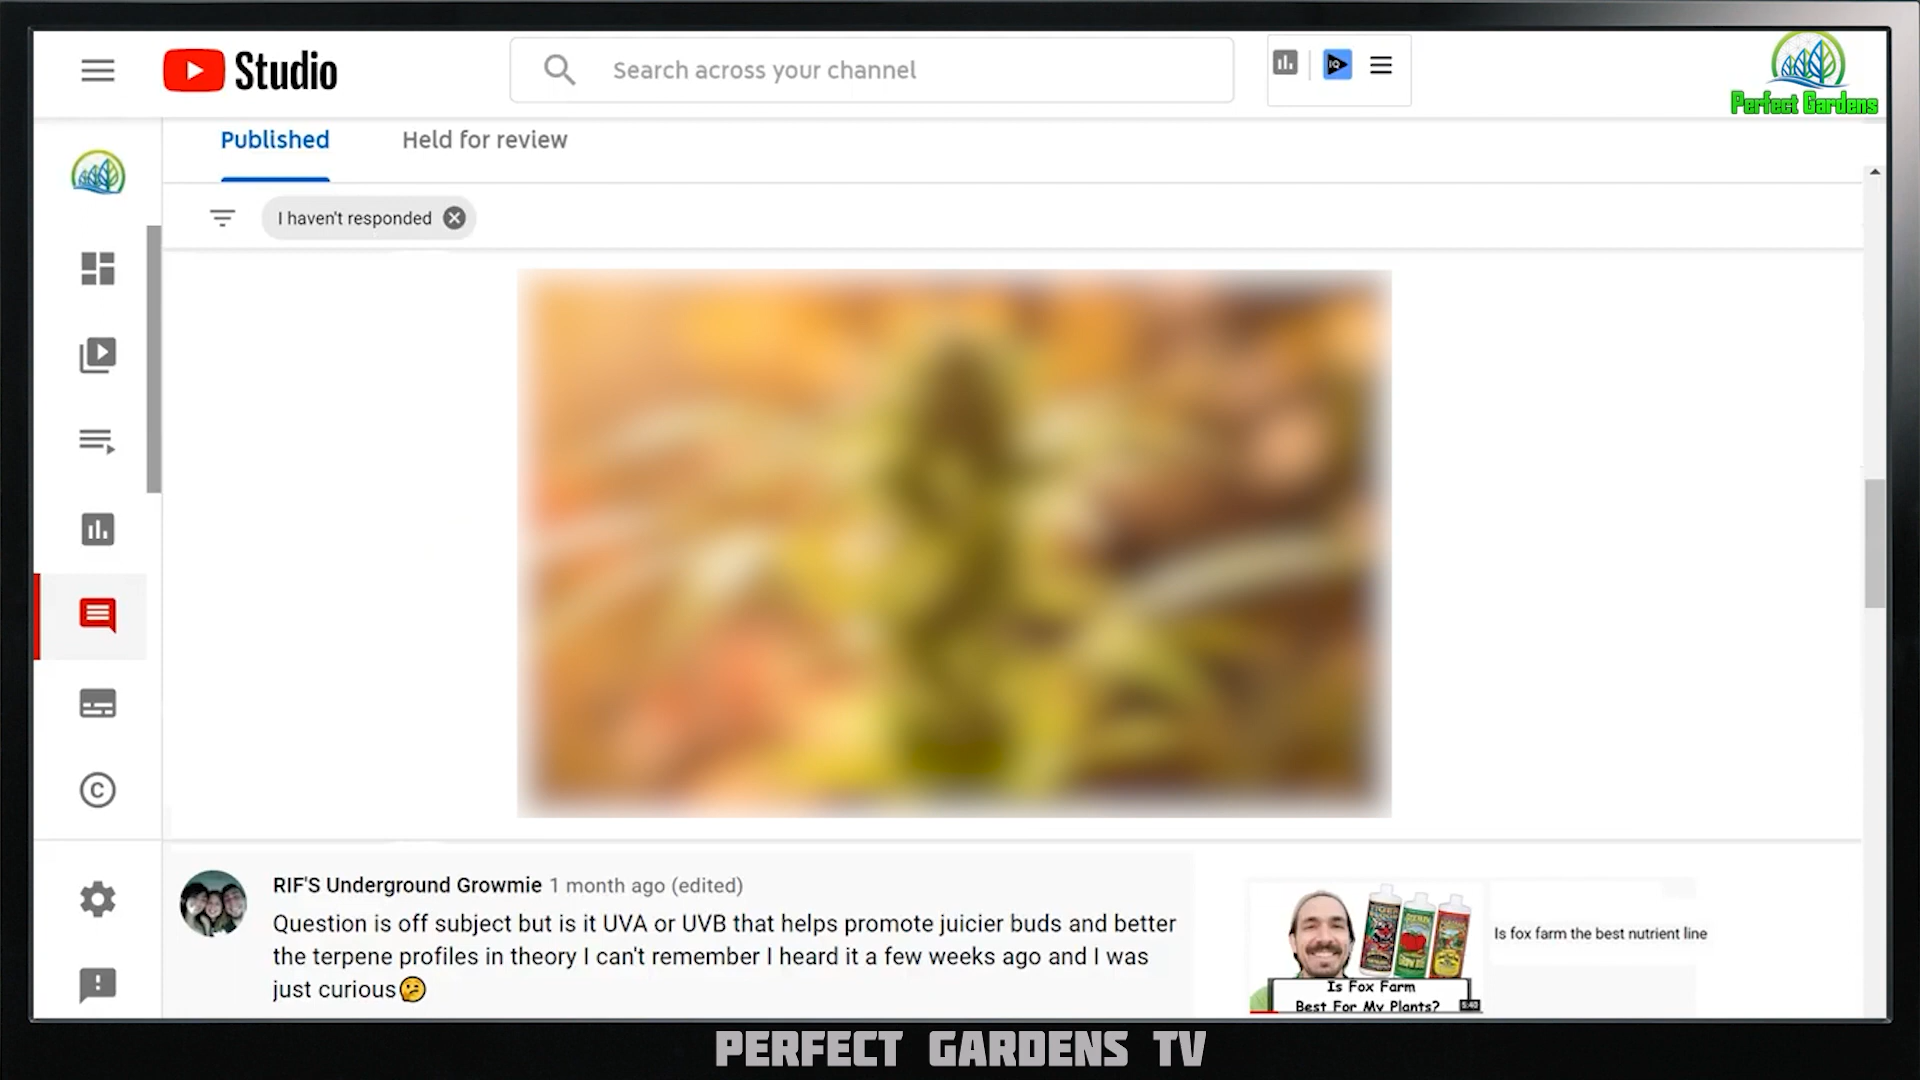 Studio
Search across your channel
IQ
Perfect Gardens
Published
Held for review
I haven't responded
RIF'S Underground Growmie 1 month ago (edited)
Question is off subject but is it UVA or UVB that helps promote juicier buds and better
the terpene profiles in theory I can't remember I heard it a few weeks ago and I was
just curious🤔
Is Fox Farm
Best For My Plants?
Is fox farm the best nutrient line
PERFECT GARDENS TV